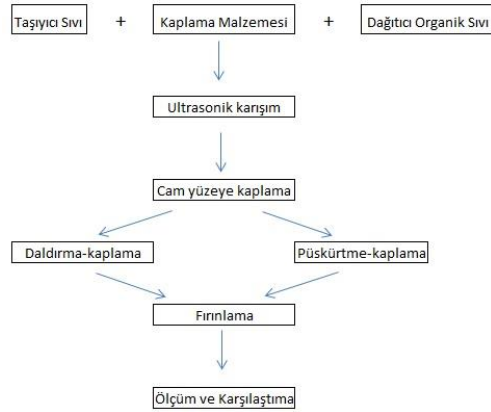 Taşıyıcı Sıvı + Kaplama Malzemesi + Dağıtıcı Organik Sıvı
Ultrasonik karışım
Cam yüzeye kaplama
Daldırma-kaplama Püskürtme-kaplama
Fırınlama
Ölçüm ve Karşılaştıma